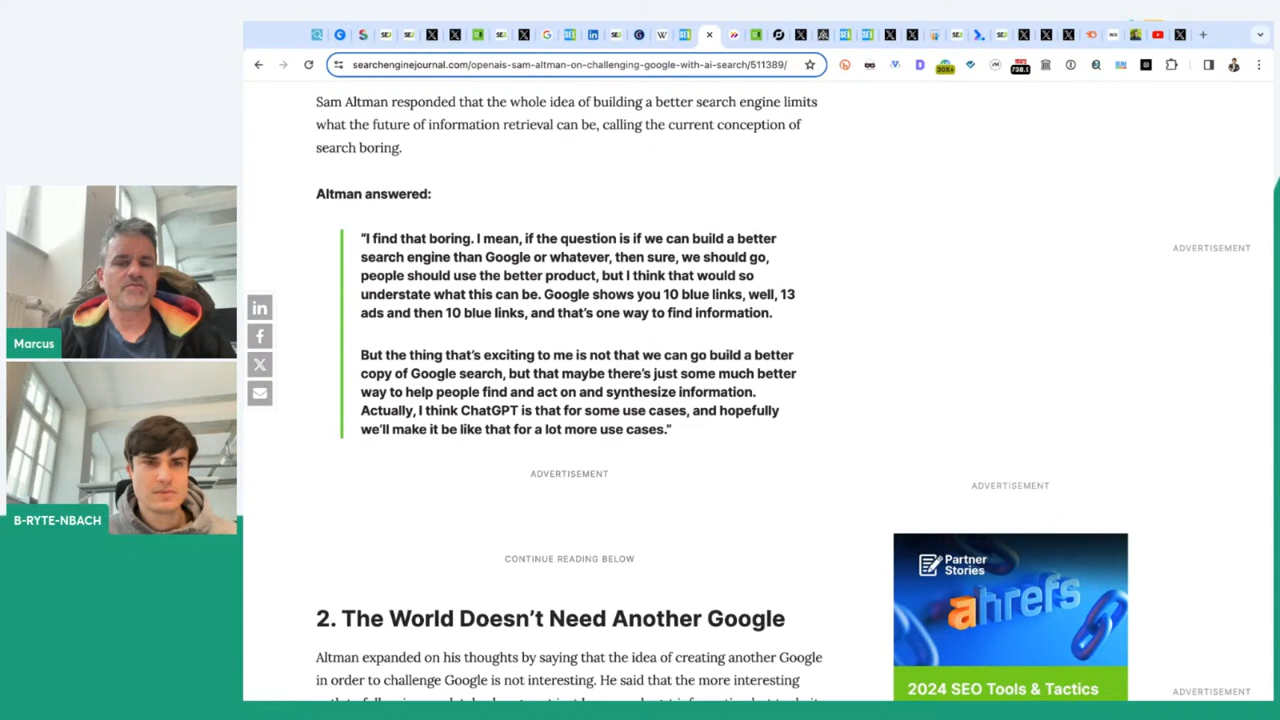 searchenginejournal.com/openais-sam-altman-on-challenging-google-with-ai-search/511389/
Sam Altman responded that the whole idea of building a better search engine limits
what the future of information retrieval can be, calling the current conception of
search boring.
Altman answered:
“I find that boring. I mean, if the question is if we can build a better
search engine than Google or whatever, then sure, we should go,
people should use the better product, but I think that would so
understate what this can be. Google shows you 10 blue links, well, 13
ads and then 10 blue links, and that’s one way to find information.
But the thing that’s exciting to me is not that we can go build a better
copy of Google search, but that maybe there’s just some much better
way to help people find and act on and synthesize information.
Actually, I think ChatGPT is that for some use cases, and hopefully
we’ll make it be like that for a lot more use cases.”
ADVERTISEMENT
CONTINUE READING BELOW
2. The World Doesn’t Need Another Google
Altman expanded on his thoughts by saying that the idea of creating another Google
in order to challenge Google is not interesting. He said that the more interesting
ADVERTISEMENT
ADVERTISEMENT
Partner
Stories
ahrefs
2024 SEO Tools & Tactics
ADVERTISEMENT
Marcus
B-RYTE-NBACH